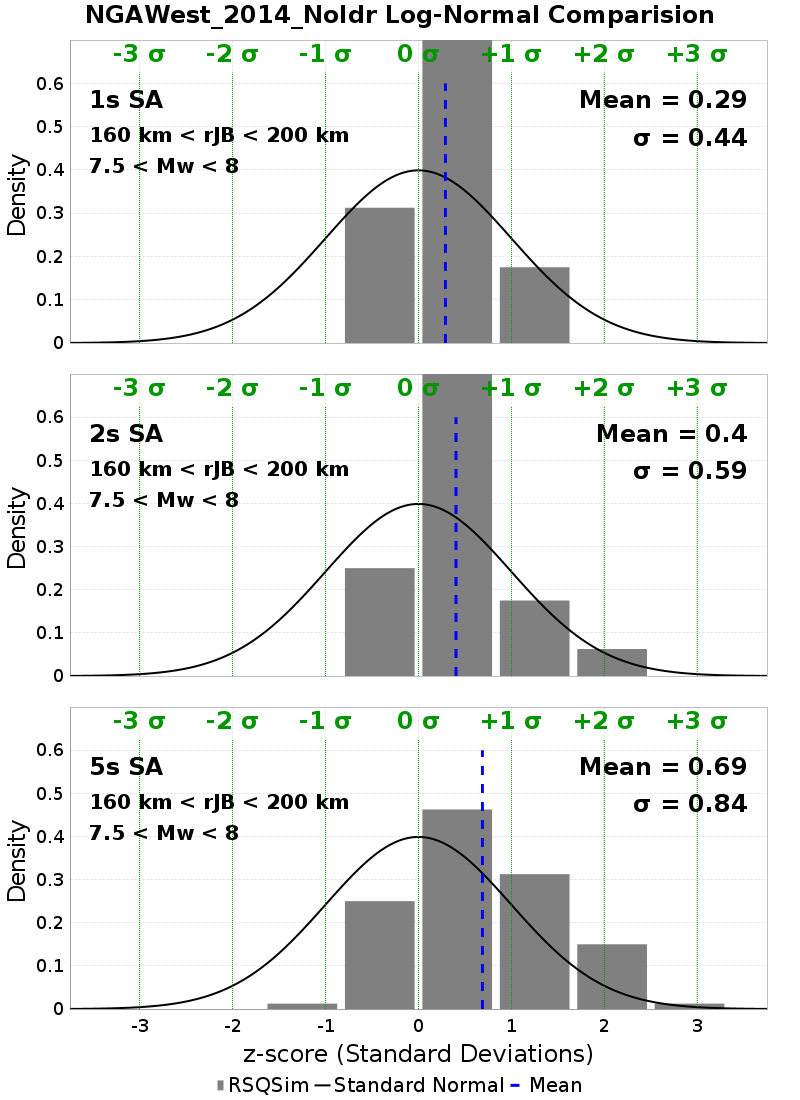 NGAWest_2014_NoIdr Log-Normal Comparision
-3 σ -2 σ -1 σ 0 σ +1 σ +2 σ +3 σ
0.6
1s SA Mean = 0.29
0.5
160 km < rJB < 200 km σ = 0.44
7.5 < Mw < 8
0.4
Density
0.3
0.2
0.1
0
-3 σ -2 σ -1 σ 0 σ +1 σ +2 σ +3 σ
0.6
2s SA Mean = 0.4
0.5
160 km < rJB < 200 km σ = 0.59
7.5 < Mw < 8
0.4
Density
0.3
0.2
0.1
0
-3 σ -2 σ -1 σ 0 σ +1 σ +2 σ +3 σ
0.6
5s SA Mean = 0.69
0.5
160 km < rJB < 200 km σ = 0.84
7.5 < Mw < 8
0.4
Density
0.3
0.2
0.1
0
-3 -2 -1 0 1 2 3
z-score (Standard Deviations)
RSQSim Standard Normal Mean